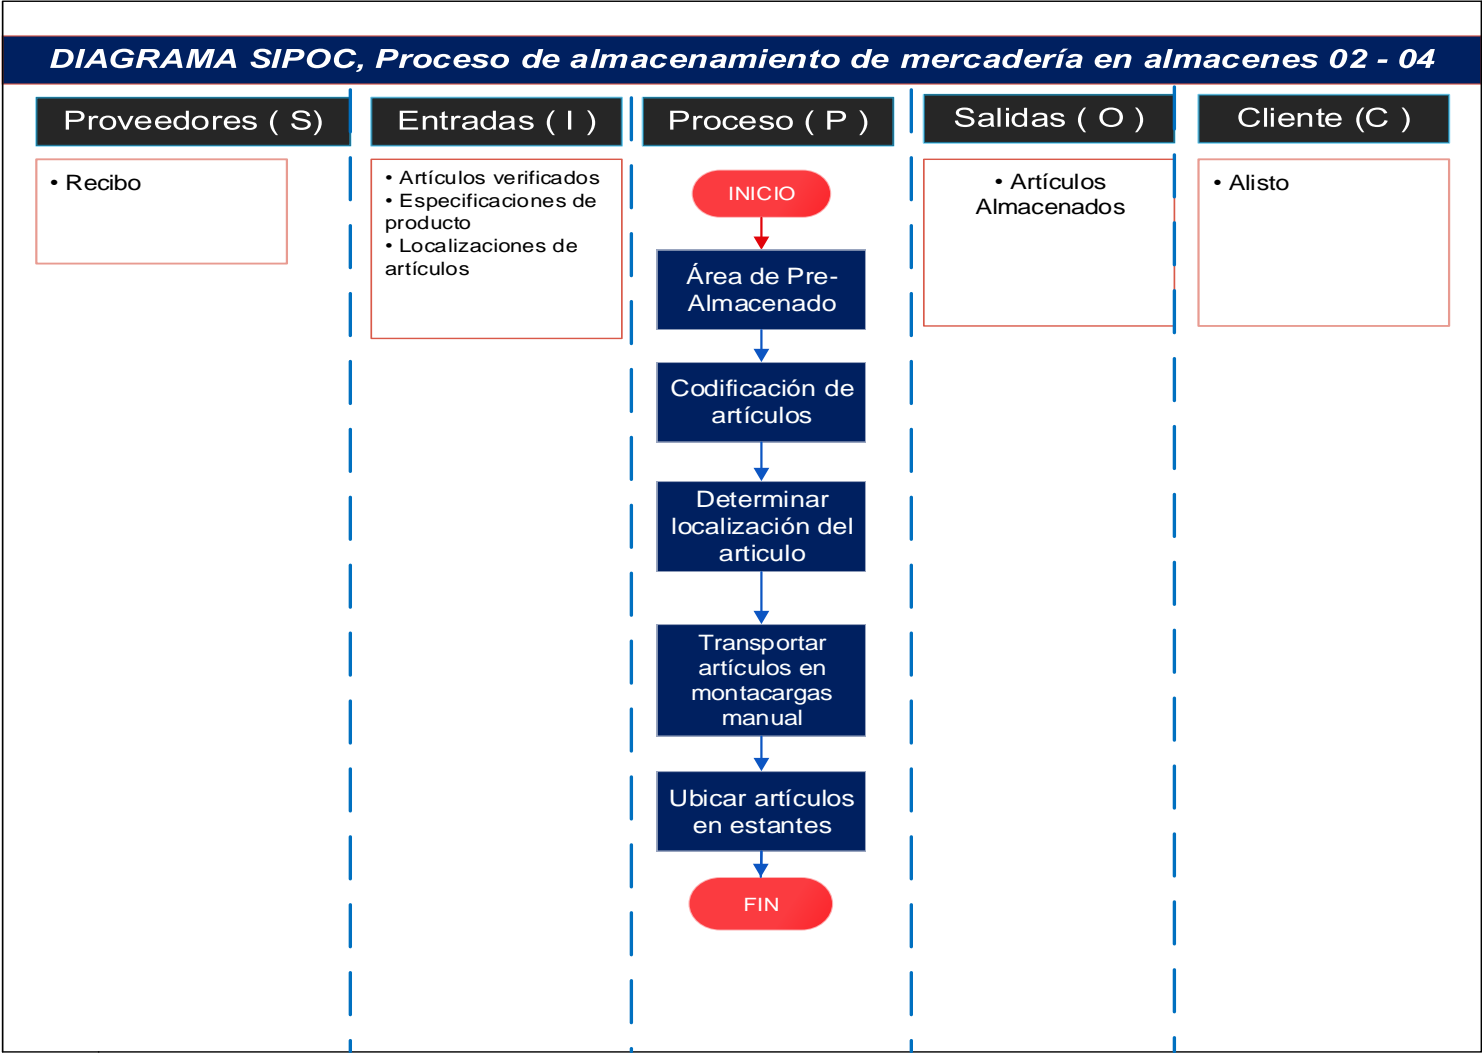 DIAGRAMA SIPOC, Proceso de almacenamiento de mercadería en almacenes 02 - 04
Proveedores ( S)
• Recibo
Entradas ( I )
• Artículos verificados
• Especificaciones de
producto
• Localizaciones de
artículos
Proceso ( P )
INICIO
Área de Pre-
Almacenado
Codificación de
artículos
Determinar
localización del
articulo
Transportar
artículos en
montacargas
manual
Ubicar artículos
en estantes
FIN
Salidas ( O )
• Artículos
Almacenados
Cliente (C )
• Alisto